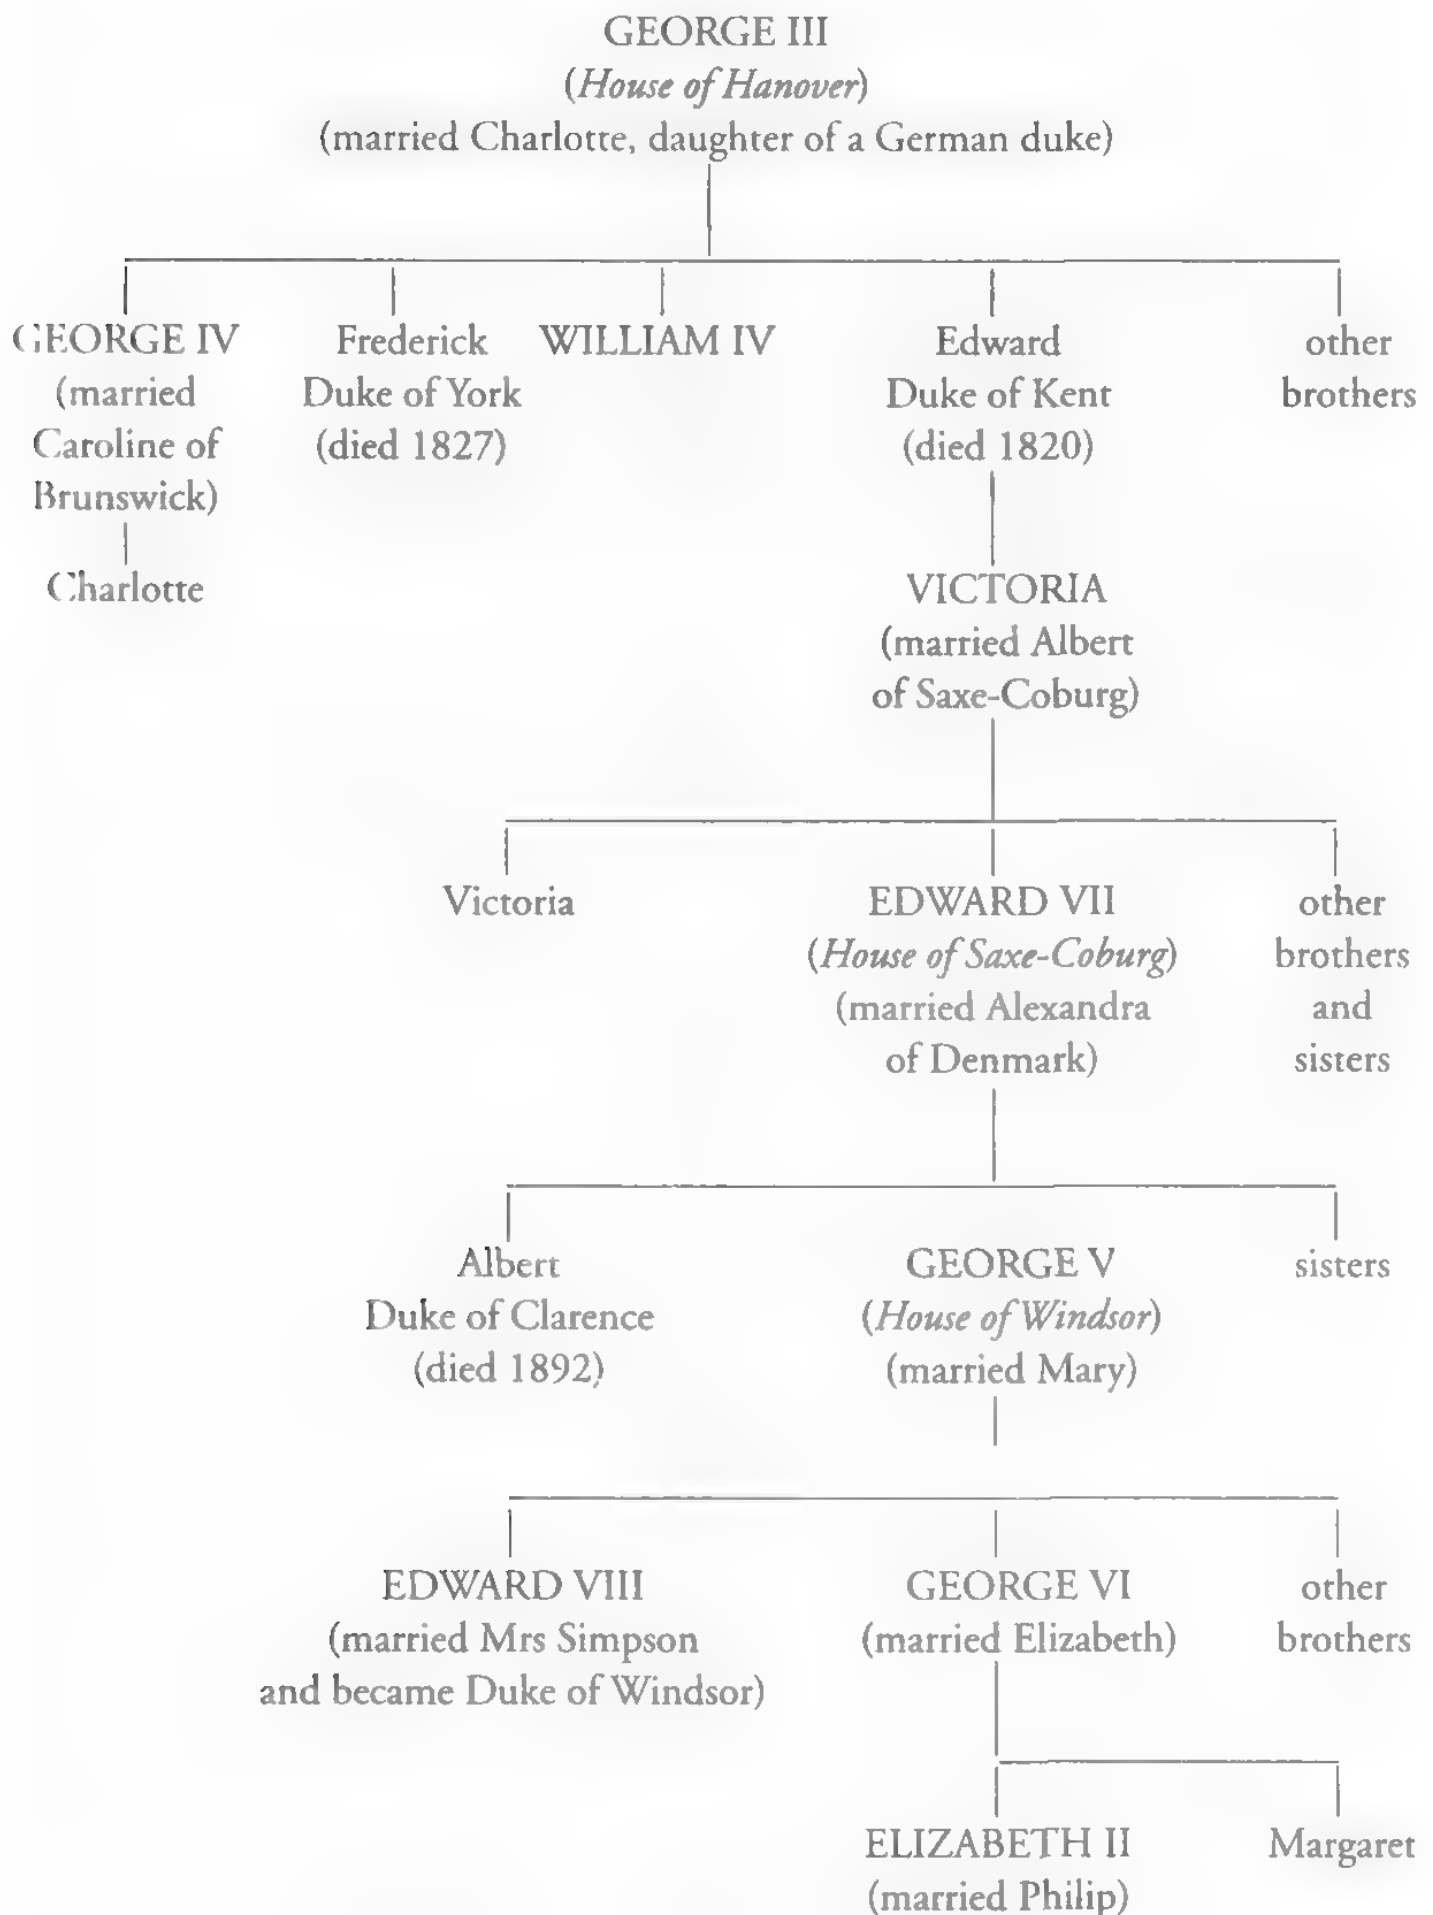 GEORGE III
(House of Hanover)
(married Charlotte, daughter of a German duke)
GEORGE IV
(married
Caroline of
Brunswick)
Charlotte
Frederick
Duke of York
(died 1827)
WILLIAM IV
Edward
Duke of Kent
(died 1820)
other
brothers
VICTORIA
(married Albert
of Saxe-Coburg)
Victoria
EDWARD VII
(House of Saxe-Coburg)
(married Alexandra
of Denmark)
other
brothers
and
sisters
Albert
Duke of Clarence
(died 1892)
GEORGE V
(House of Windsor)
(married Mary)
sisters
EDWARD VIII
(married Mrs Simpson
and became Duke of Windsor)
GEORGE VI
(married Elizabeth)
other
brothers
ELIZABETH II
(married Philip)
Margaret